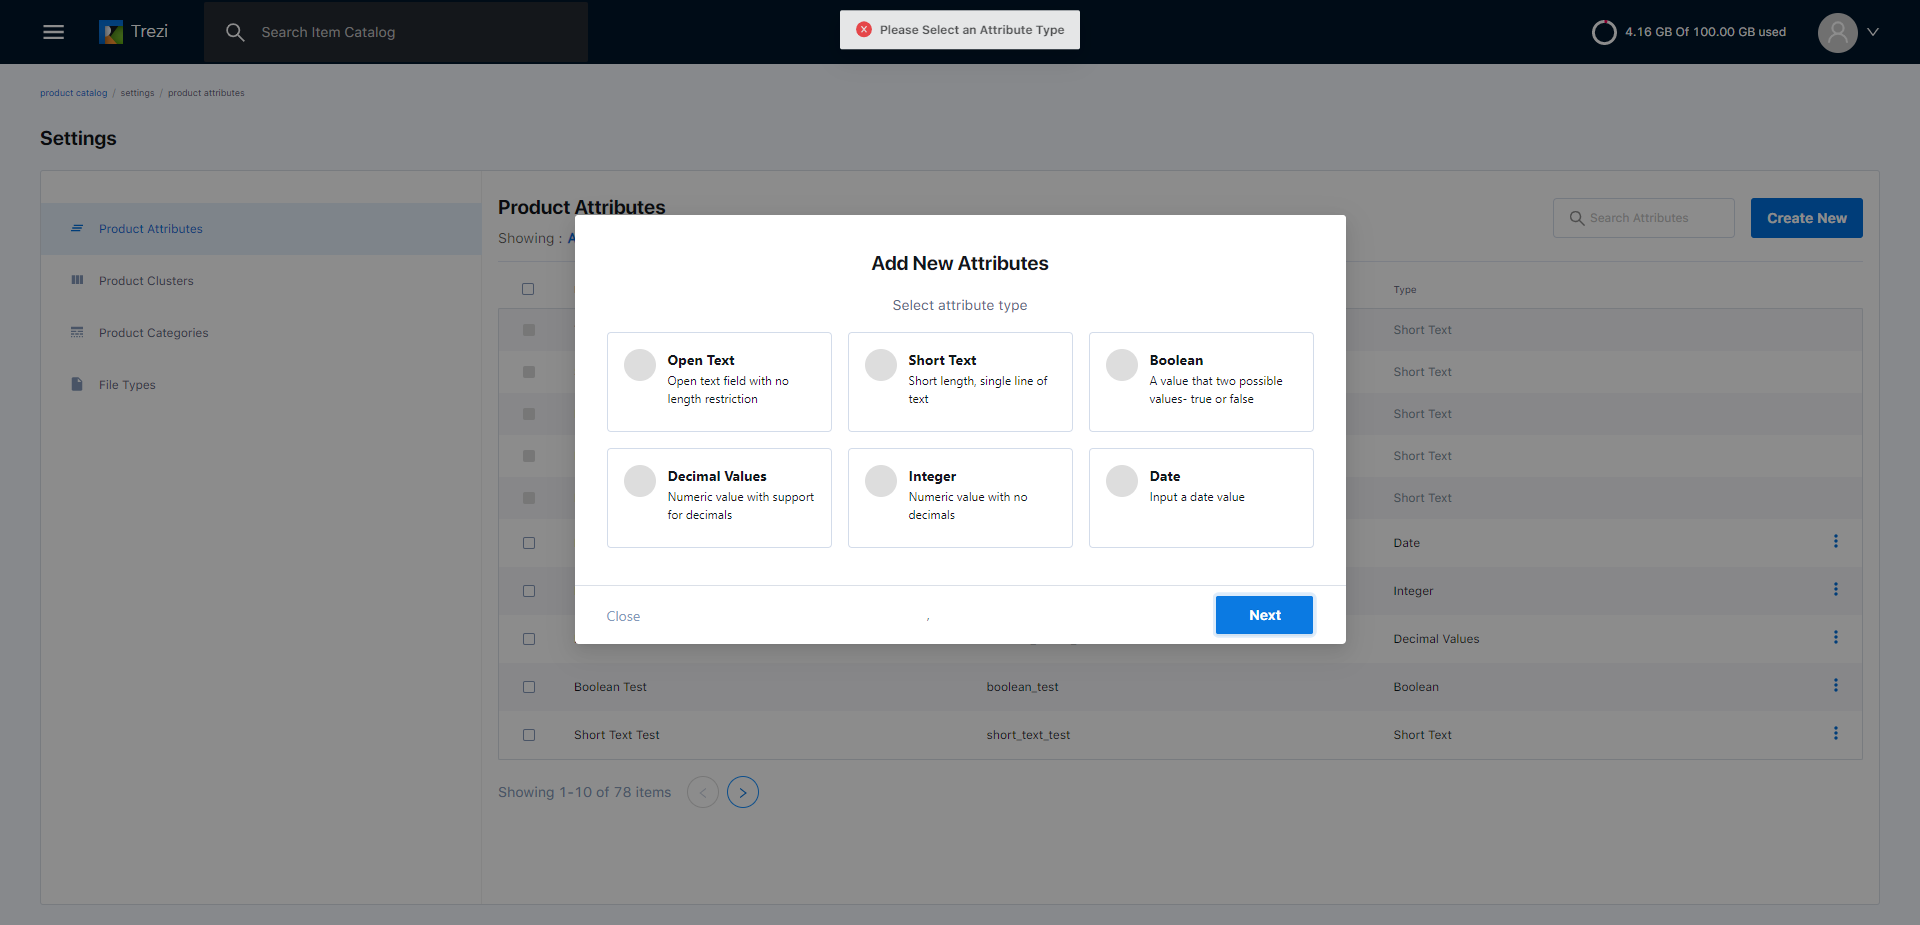 Trezi
Search Item Catalog
Please Select an Attribute Type
4.16 GB Of 100.00 GB used
product catalog / settings / product attributes
Settings
Product Attributes
Product Clusters
Product Categories
File Types
Product Attributes
Showing : A
Search Attributes
Create New
Type
Short Text
Short Text
Short Text
Short Text
Short Text
Date
Integer
Decimal Values
Boolean Test boolean_test Boolean
Short Text Test short_text_test Short Text
Showing 1-10 of 78 items
Add New Attributes
Select attribute type
Open Text
Open text field with no
length restriction
Short Text
Short length, single line of
text
Boolean
A value that two possible
values- true or false
Decimal Values
Numeric value with support
for decimals
Integer
Numeric value with no
decimals
Date
Input a date value
Close
,
Next